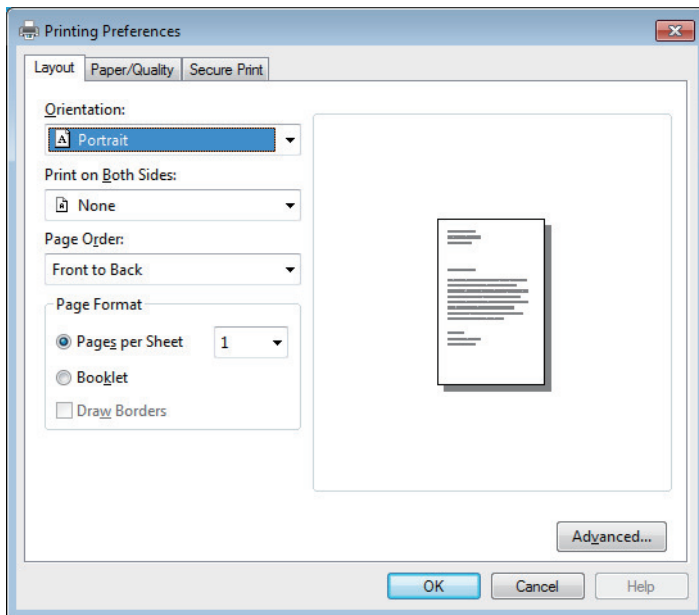 Printing Preferences
Layout Paper/Quality Secure Print
Orientation:
Portrait
Print on Both Sides:
None
Page Order:
Front to Back
Page Format
Pages per Sheet 1
Booklet
Draw Borders
Advanced...
OK Cancel Help